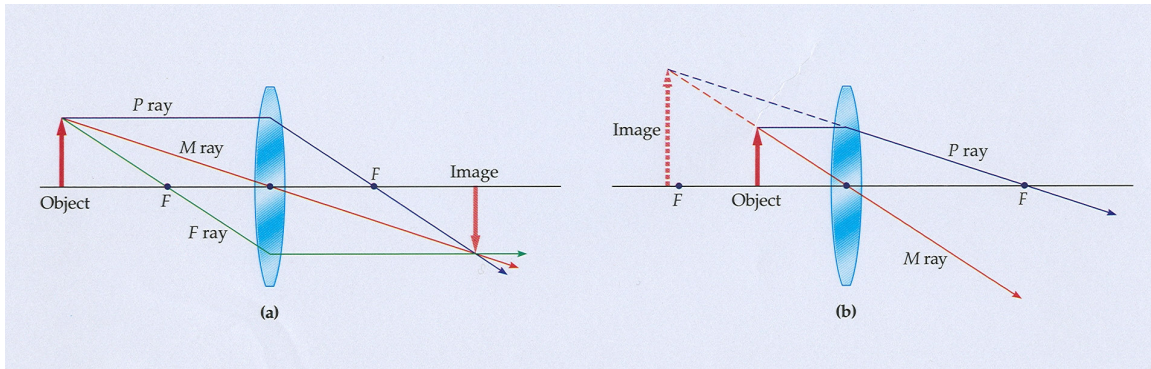 P ray
M ray
F
Image
Object
F
F ray
(a)
Image
P ray
F
Object
F
M ray
(b)